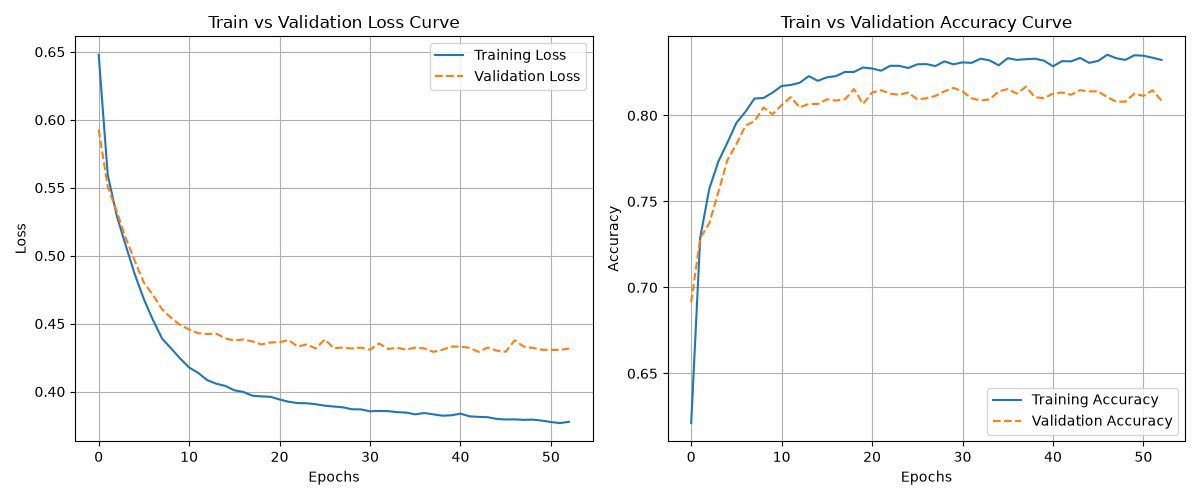 Train vs Validation Loss Curve
0.65
0.60
0.55
0.50
0.45
0.40
Loss
0 10 20 30 40 50
Epochs
Training Loss
Validation Loss
Train vs Validation Accuracy Curve
0.80
0.75
0.70
0.65
Accuracy
0 10 20 30 40 50
Epochs
Training Accuracy
Validation Accuracy